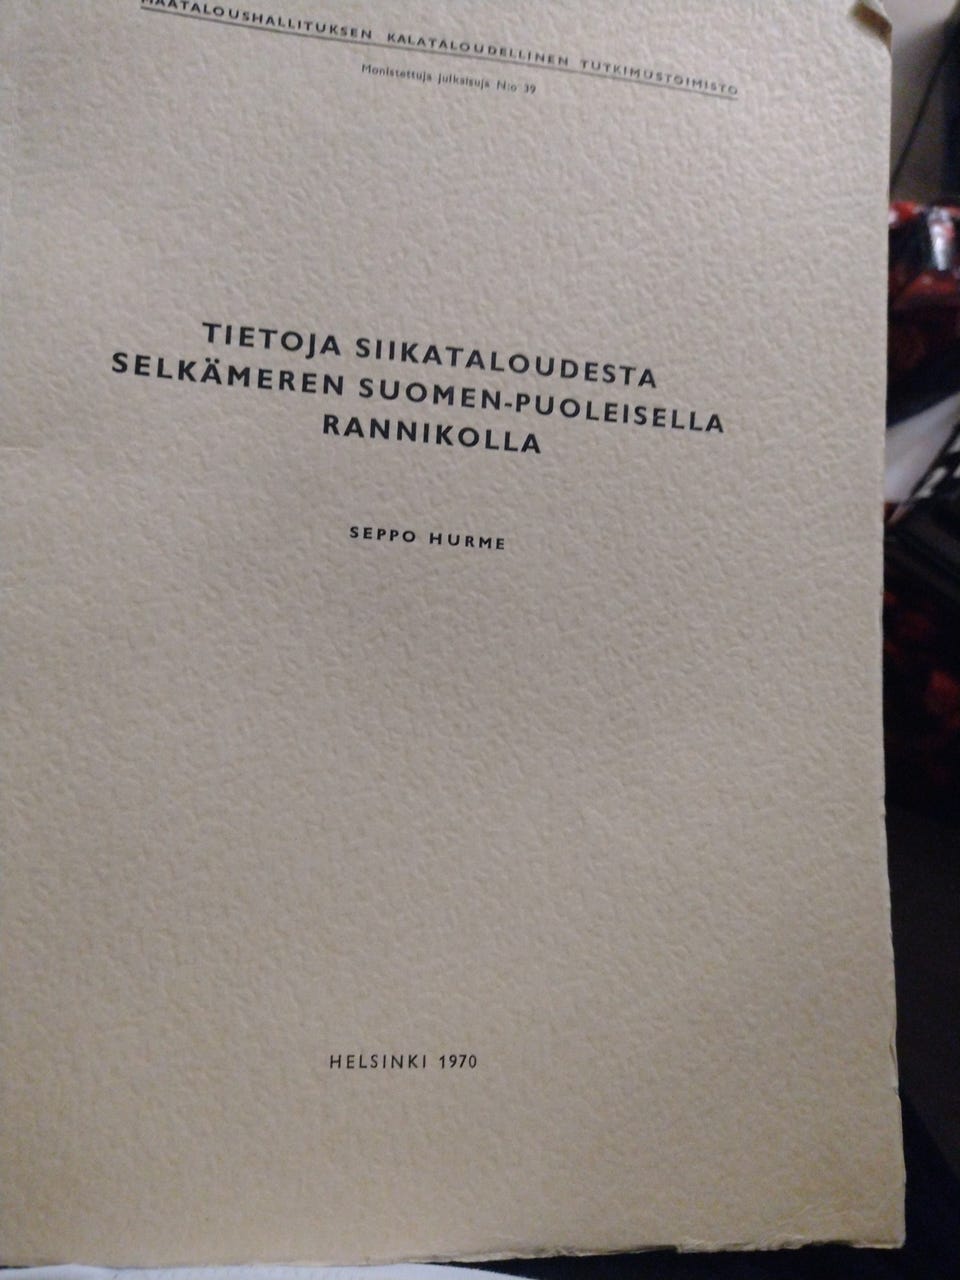 MAATALOUSHALLITUKSEN KALATALOUDELLINEN TUTKIMUSTOIMISTO
Monistettuja julkaisuja N:o 39
TIETOJA SIIKATALOUDESTA
SELKÄMEREN SUOMEN-PUOLEISELLA
RANNIKOLLA
SEPPO HURME
HELSINKI 1970